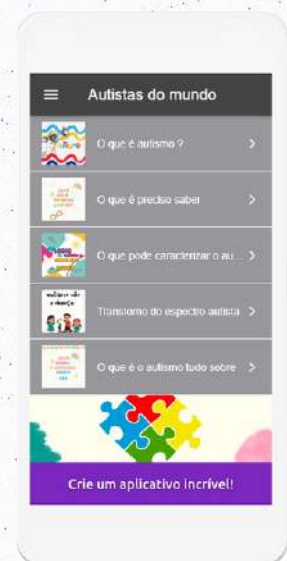 Autistas do mundo
O que é autismo ?
O que é preciso saber
O que pode caracterizar o au ...
Transtorno do espectro autista
O que é o autismo tudo sobre
Crie um aplicativo incrível!